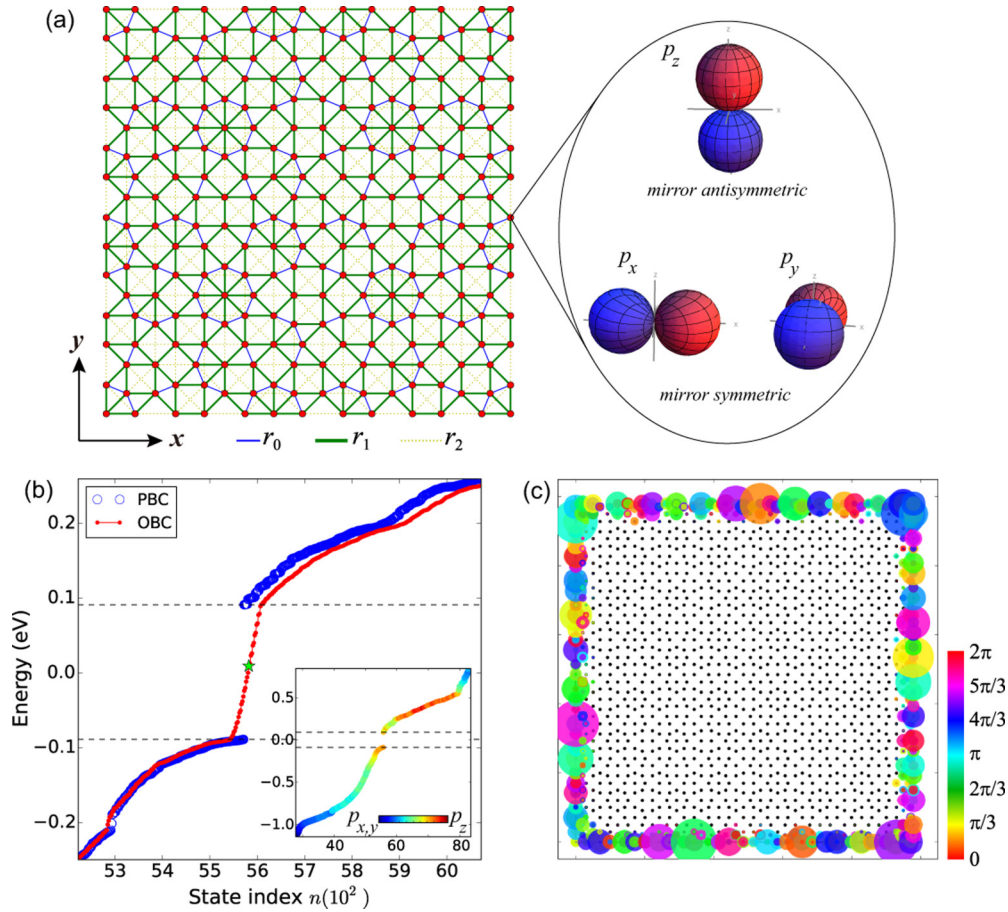 (a)
p_z
z
x
mirror antisymmetric
p_x
p_y
z
x
z
x
mirror symmetric
y
x
r_0
r_1
r_2
(b)
PBC
OBC
Energy (eV)
0.2
0.1
0.0
−0.1
−0.2
53 54 55 56 57 58 59 60
State index n(10^2)
0.5
0.0
−0.5
−1.0
40 60 80
p_{x,y}
p_z
(c)
2π
5π/3
4π/3
π
2π/3
π/3
0